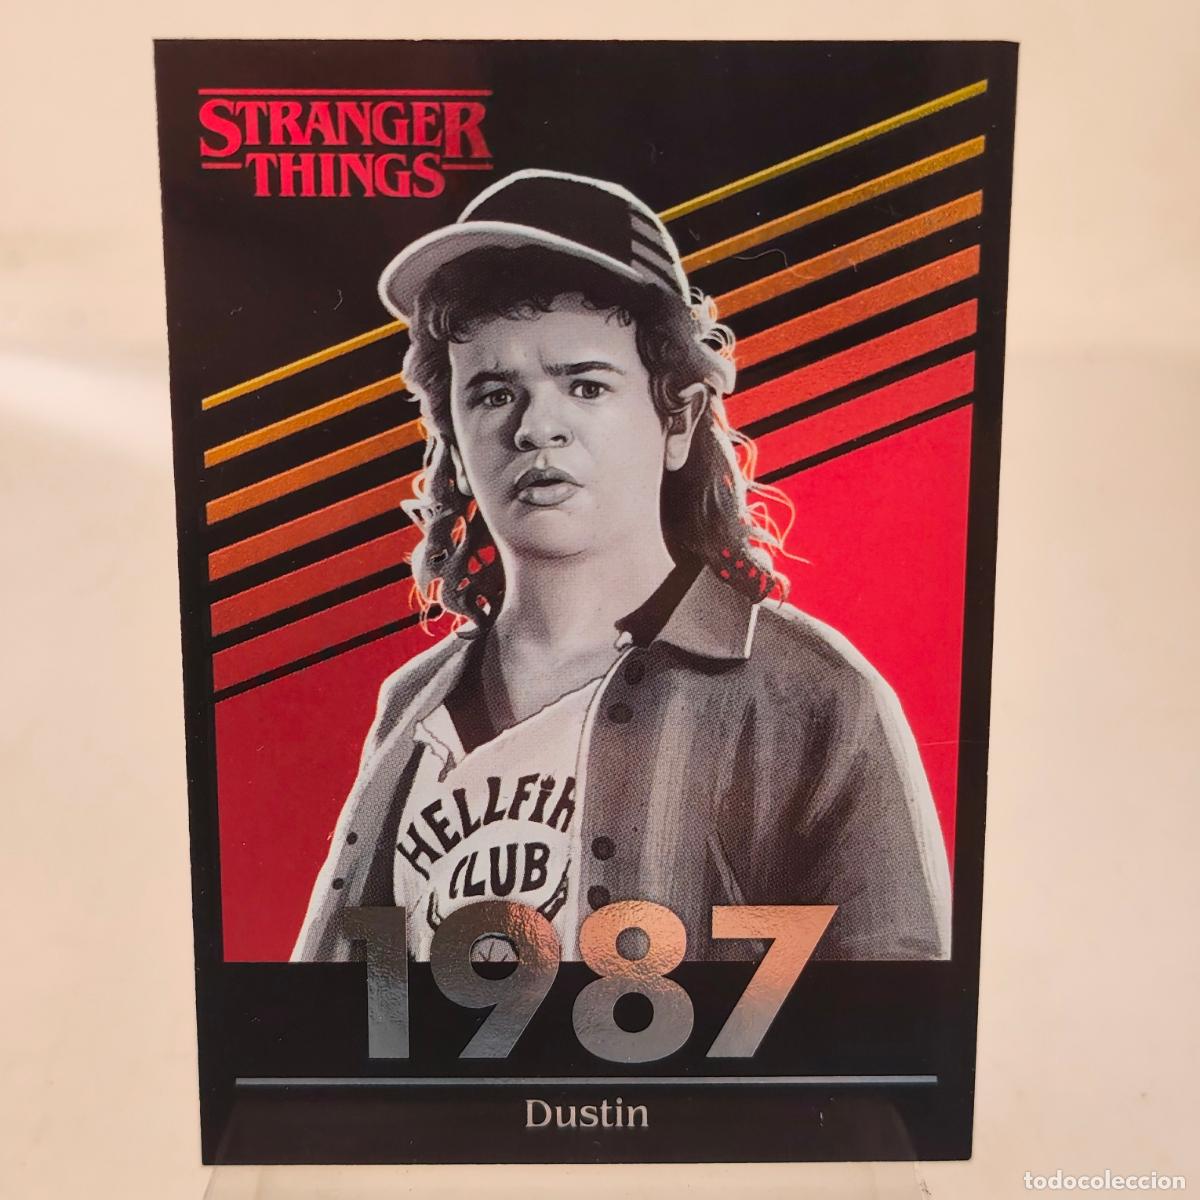 STRANGER
THINGS
HELLFIR
CLUB
1987
Dustin
todocoleccion